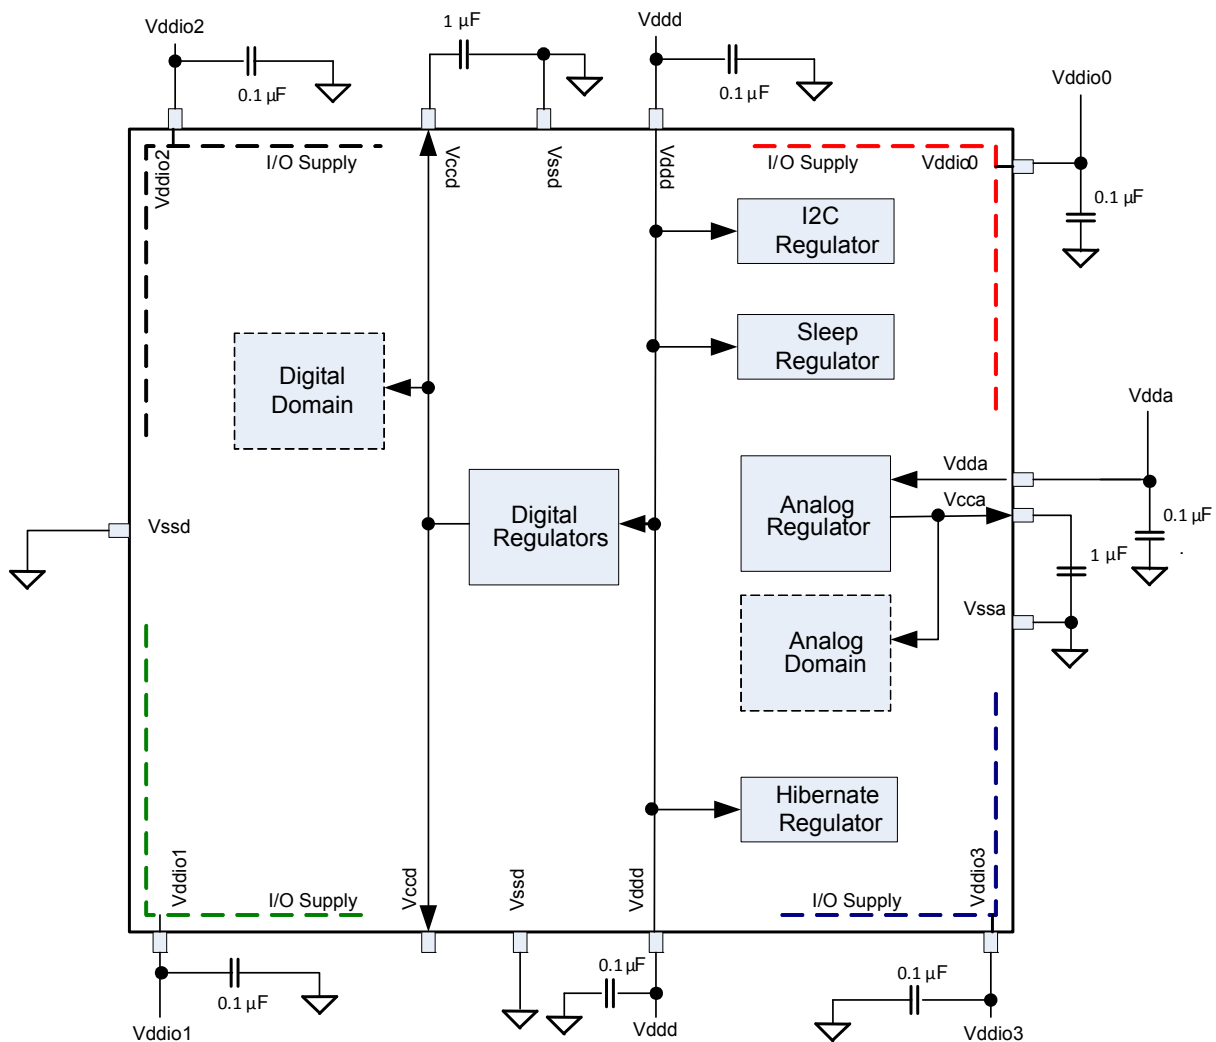 Vddio2
1 µF
Vddd
0.1 µF
0.1 µF
Vddio0
I/O Supply
I/O Supply
Vddio0
Vddio2
Vccd
Vssd
Vddd
0.1 µF
I2C
Regulator
Sleep
Regulator
Digital
Domain
Vdda
Vdda
Vcca
Analog
Regulator
Digital
Regulators
0.1 µF
.
1 µF
Vssd
Vssa
Analog
Domain
Hibernate
Regulator
Vddio1
Vccd
Vssd
Vddd
Vddio3
I/O Supply
I/O Supply
0.1 µF
0.1 µF
0.1 µF
Vddio1
Vddd
Vddio3